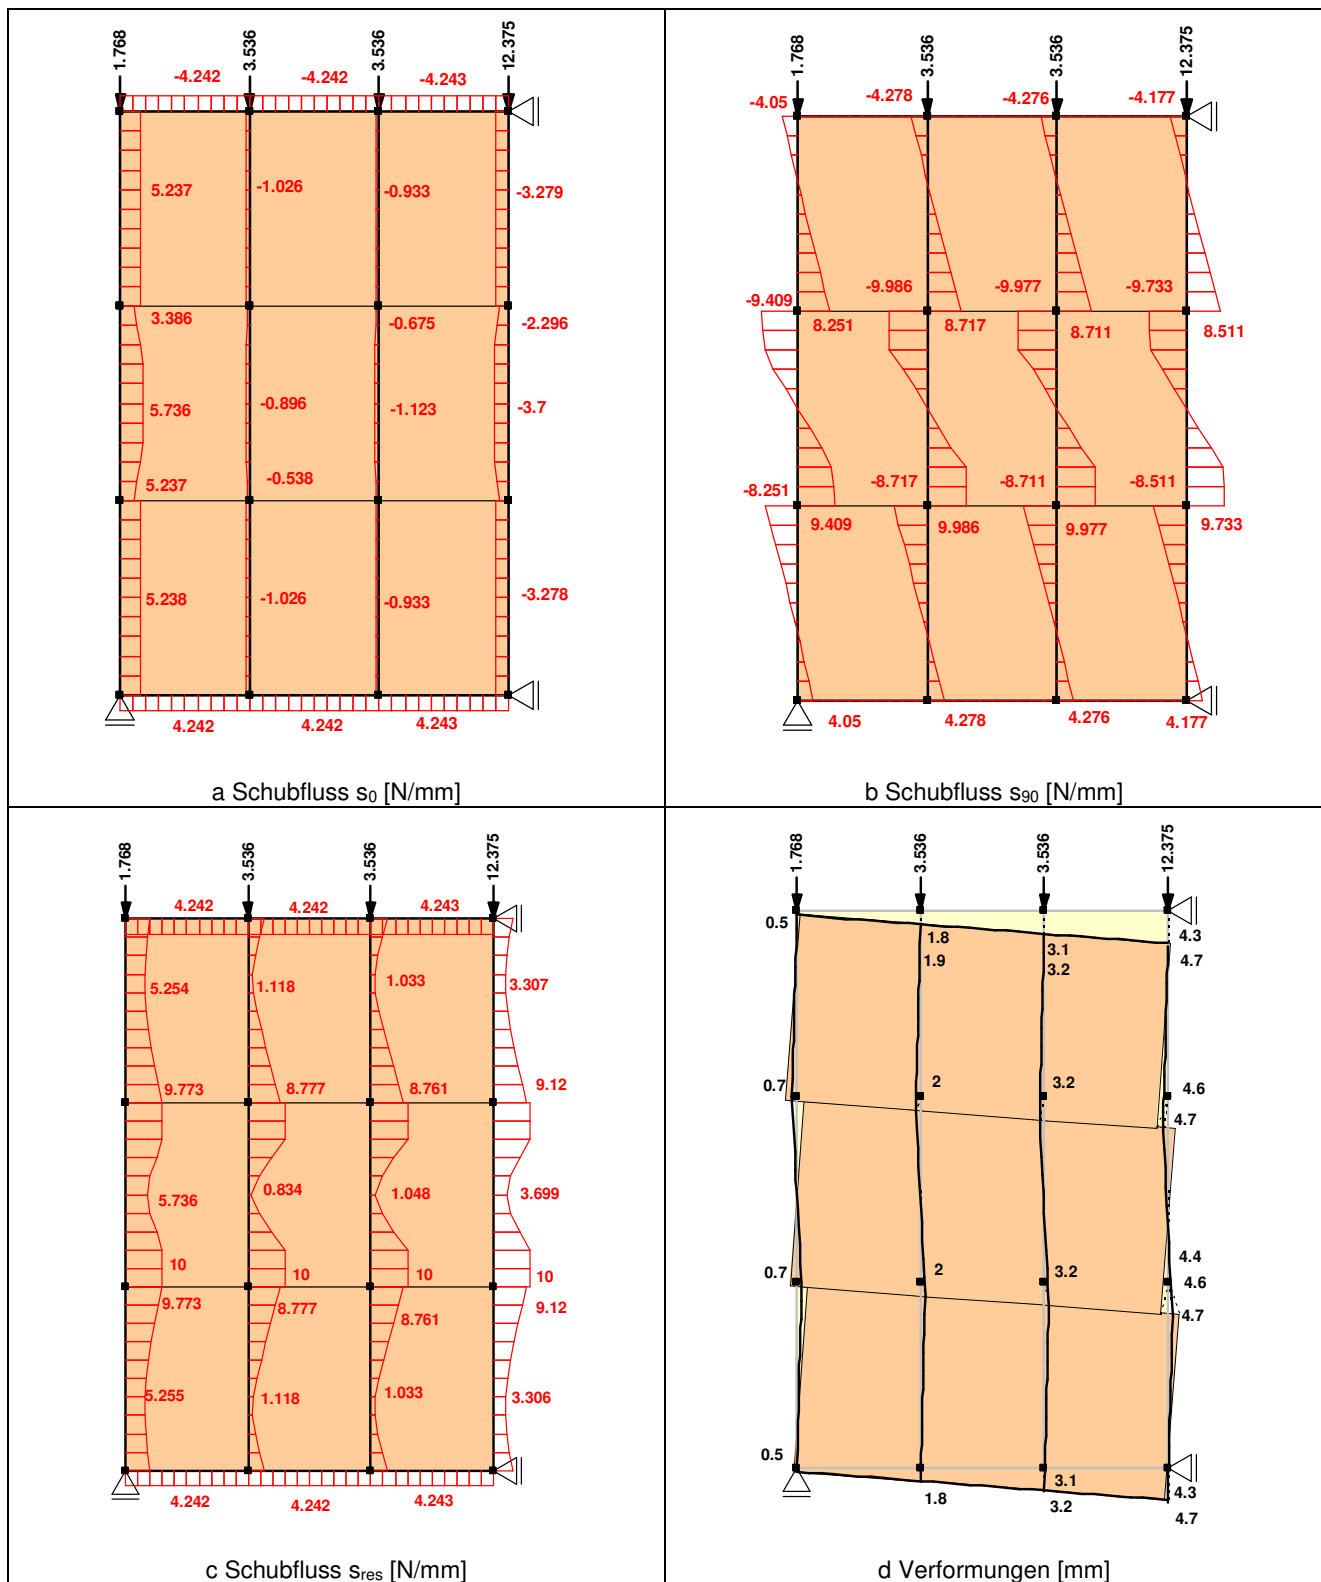 1.768 3.536 3.536 12.375
-4.242 -4.242 -4.243
5.237 -1.026 -0.933 -3.279
3.386 -0.675 -2.296
5.736 -0.896 -1.123 -3.7
5.237 -0.538
5.238 -1.026 -0.933 -3.278
4.242 4.242 4.243
a Schubfluss s0 [N/mm]
1.768 3.536 3.536 12.375
-4.05 -4.278 -4.276 -4.177
-9.409 -9.986 -9.977 -9.733
8.251 8.717 8.711 8.511
-8.251 -8.717 -8.711 -8.511
9.409 9.986 9.977 9.733
4.05 4.278 4.276 4.177
b Schubfluss s90 [N/mm]
1.768 3.536 3.536 12.375
4.242 4.242 4.243
5.254 1.118 1.033 3.307
9.773 8.777 8.761 9.12
5.736 0.834 1.048 3.699
10 10 10 10
9.773 8.777 8.761 9.12
5.255 1.118 1.033 3.306
4.242 4.242 4.243
c Schubfluss sres [N/mm]
1.768 3.536 3.536 12.375
0.5 1.8 3.1 4.3
1.9 3.2 4.7
0.7 2 3.2 4.6
4.7
4.4
0.7 2 3.2 4.6
4.7
0.5 3.1 4.3
1.8 3.2 4.7
d Verformungen [mm]